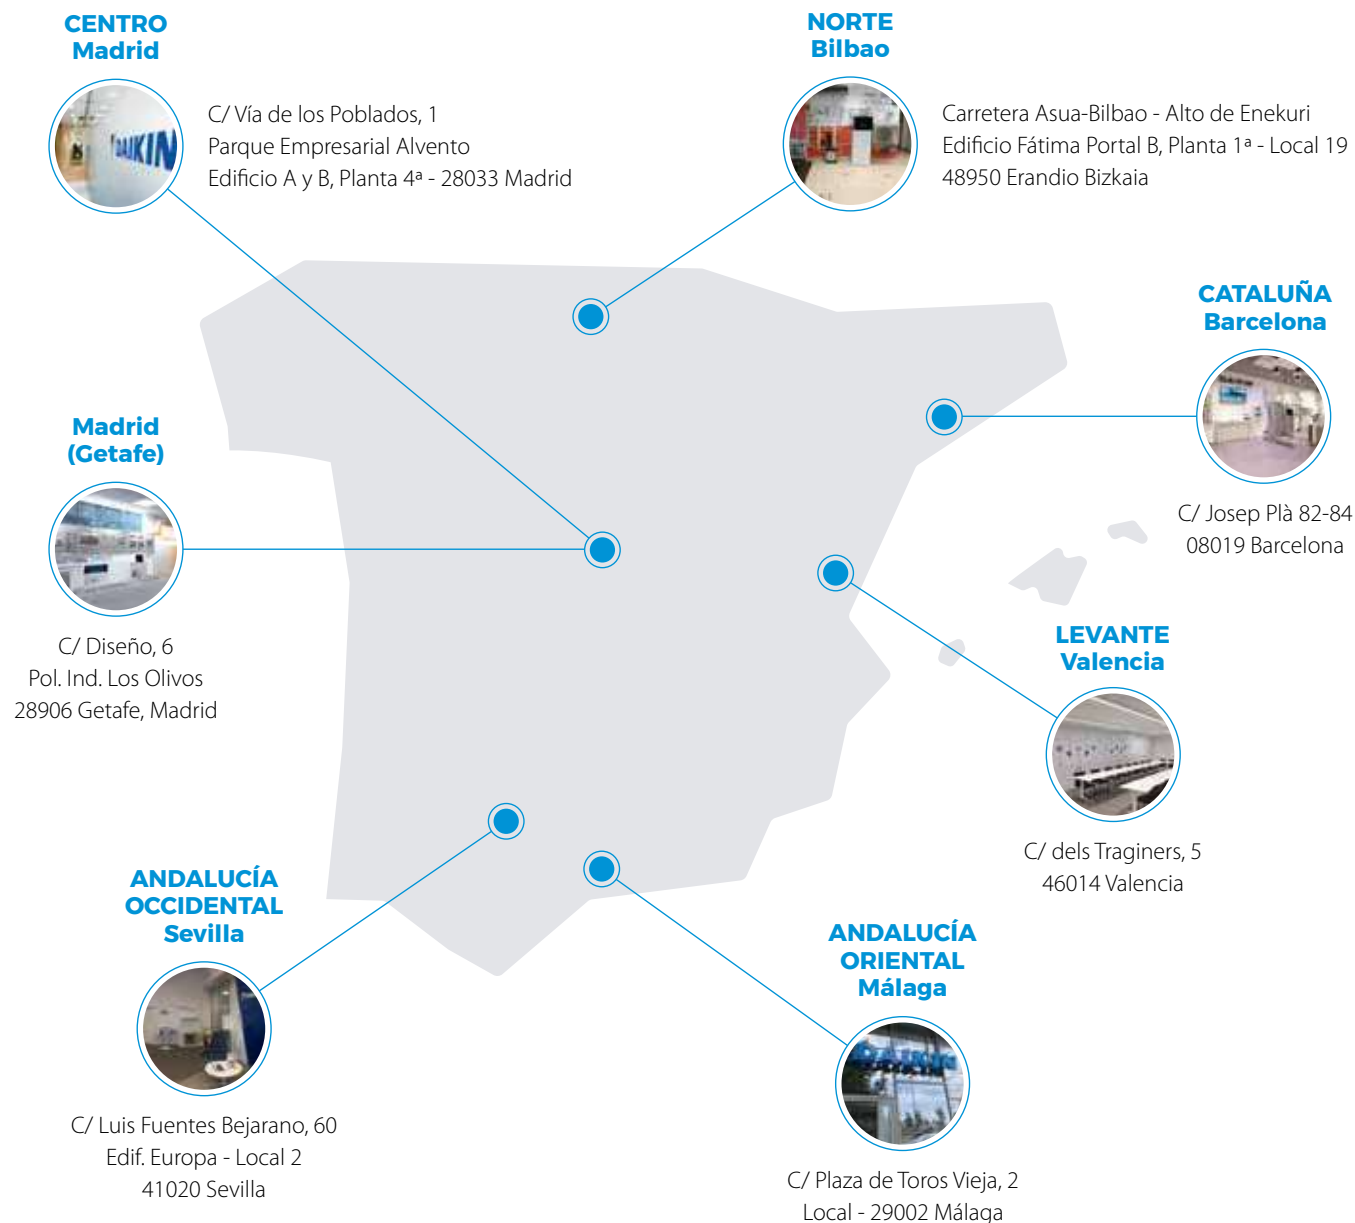 CENTRO
Madrid
C/ Vía de los Poblados, 1
Parque Empresarial Alvento
Edificio A y B, Planta 4ª - 28033 Madrid
DAIKIN
NORTE
Bilbao
Carretera Asua-Bilbao - Alto de Enekuri
Edificio Fátima Portal B, Planta 1ª - Local 19
48950 Erandio Bizkaia
CATALUÑA
Barcelona
C/ Josep Plà 82-84
08019 Barcelona
Madrid
(Getafe)
C/ Diseño, 6
Pol. Ind. Los Olivos
28906 Getafe, Madrid
LEVANTE
Valencia
C/ dels Traginers, 5
46014 Valencia
ANDALUCÍA
OCCIDENTAL
Sevilla
C/ Luis Fuentes Bejarano, 60
Edif. Europa - Local 2
41020 Sevilla
ANDALUCÍA
ORIENTAL
Málaga
DAIKIN
C/ Plaza de Toros Vieja, 2
Local - 29002 Málaga